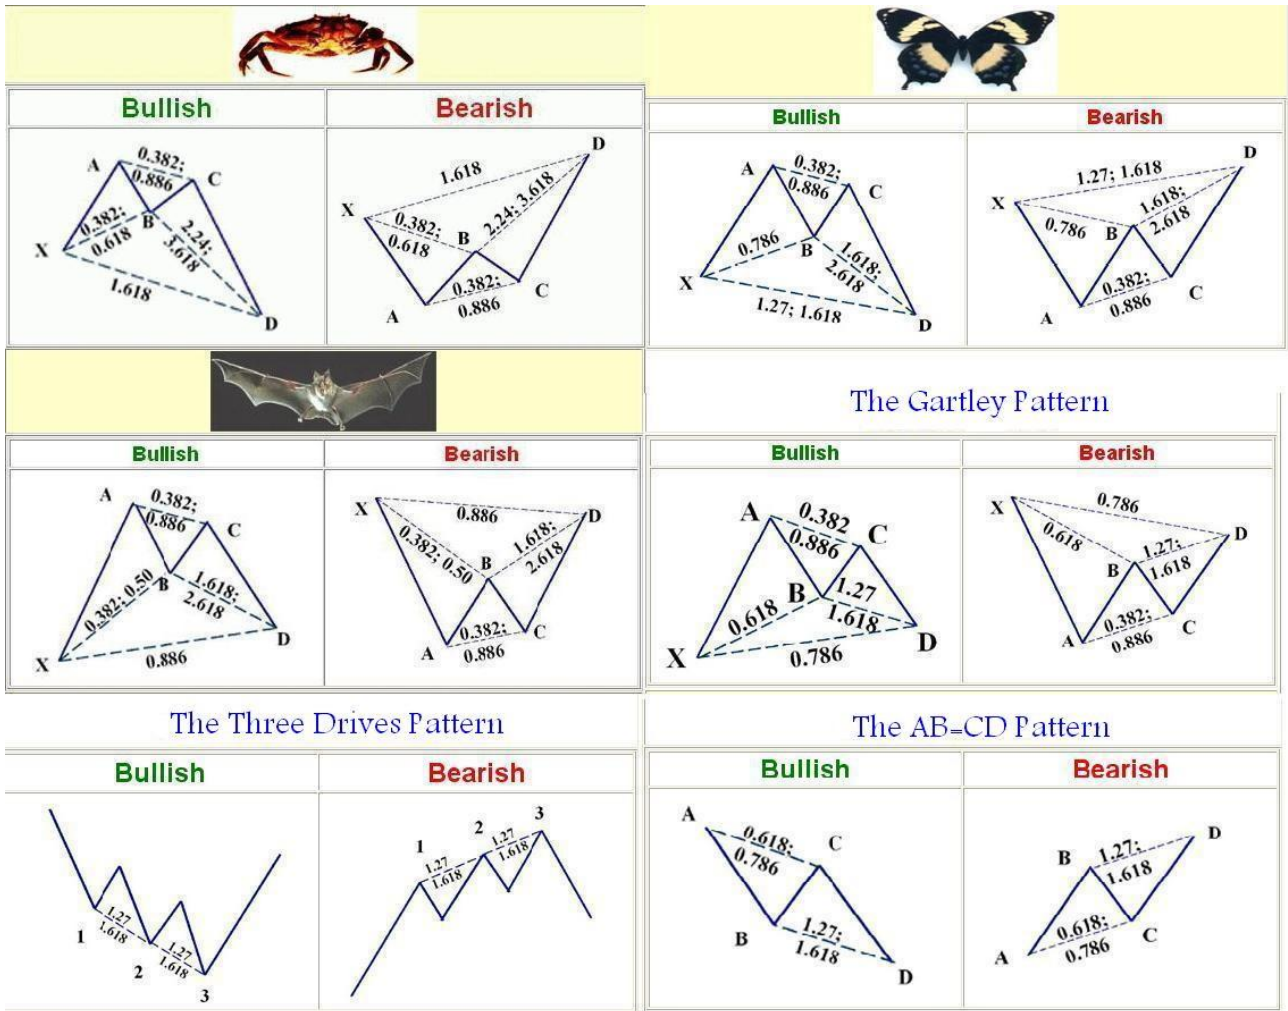 Bullish
Bearish
A
0.382;
0.886
C
0.382;
0.618
B
2.24;
3.618
X
1.618
D
D
1.618
X
0.382;
0.618
B
2.24; 3.618
0.382;
0.886
C
A
Bullish
Bearish
A
0.382;
0.886
C
0.786
B
1.618;
2.618
X
1.27; 1.618
D
D
1.27; 1.618
X
0.786
B
1.618;
2.618
0.382;
0.886
C
A
Bullish
Bearish
A
0.382;
0.886
C
B
0.382; 0.50
1.618;
2.618
D
X
0.886
X
0.886
D
0.382; 0.50
B
1.618;
2.618
0.382;
0.886
C
A
The Gartley Pattern
Bullish
Bearish
A
0.382
0.886
C
B
1.27
1.618
0.618
D
X
0.786
X
0.786
D
0.618
B
1.27;
1.618
0.382;
0.886
C
A
The Three Drives Pattern
Bullish
Bearish
1
1.27
1.618
2
1.27
1.618
3
1
1.27
1.618
2
1.27
1.618
3
The AB=CD Pattern
Bullish
Bearish
A
0.618;
0.786
C
B
1.27;
1.618
D
B
1.27;
1.618
D
0.618;
0.786
C
A